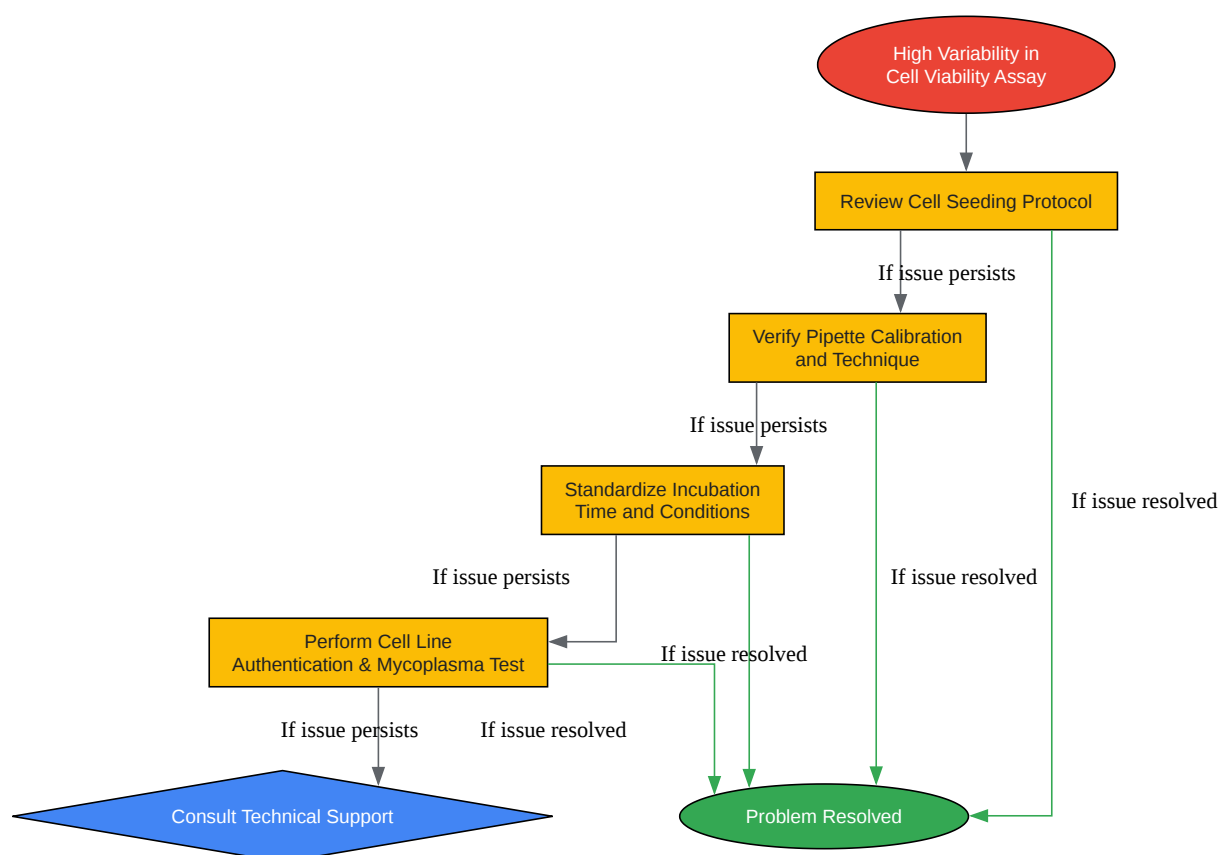 High Variability in
Cell Viability Assay
Review Cell Seeding Protocol
If issue persists
Verify Pipette Calibration
and Technique
If issue persists
Standardize Incubation
Time and Conditions
If issue resolved
If issue persists
If issue resolved
Perform Cell Line
Authentication & Mycoplasma Test
If issue resolved
If issue persists
If issue resolved
Consult Technical Support
Problem Resolved